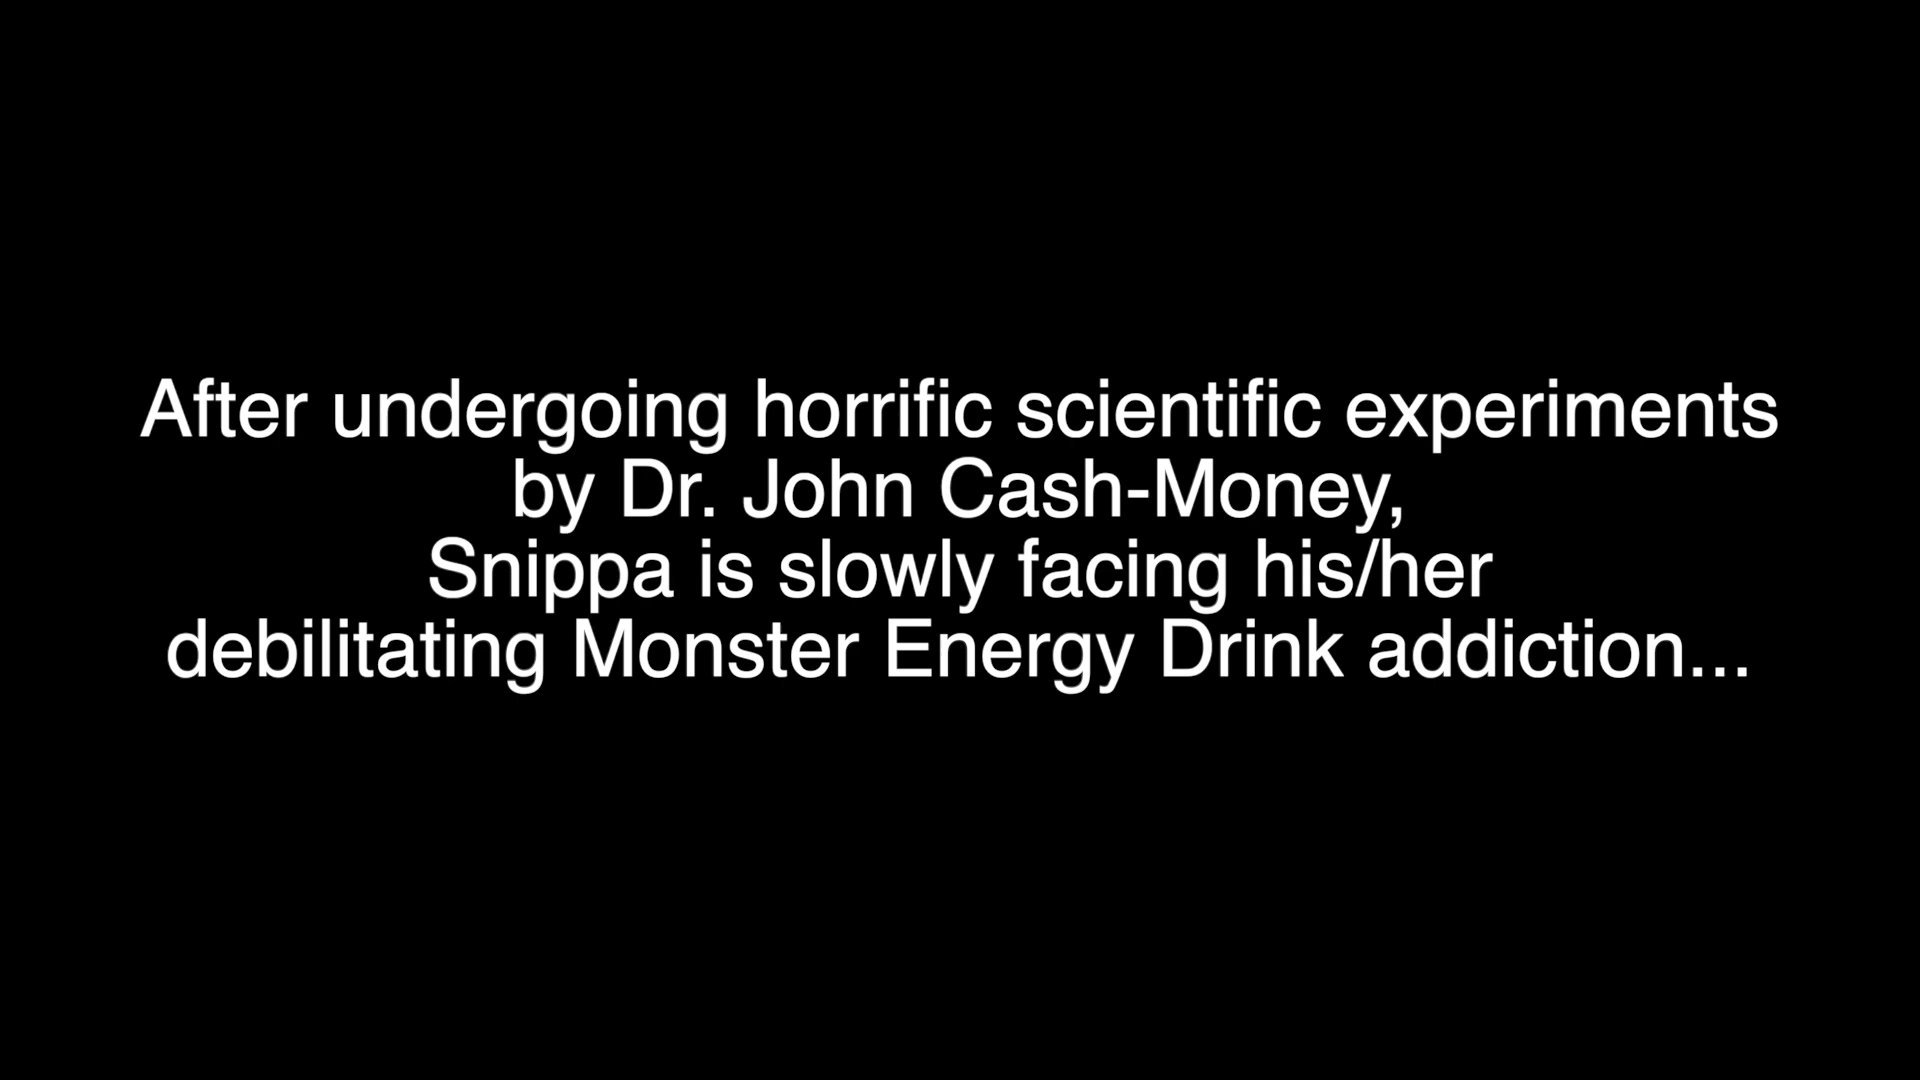 After undergoing horrific scientific experiments
by Dr. John Cash-Money,
Snippa is slowly facing his/her
debilitating Monster Energy Drink addiction...